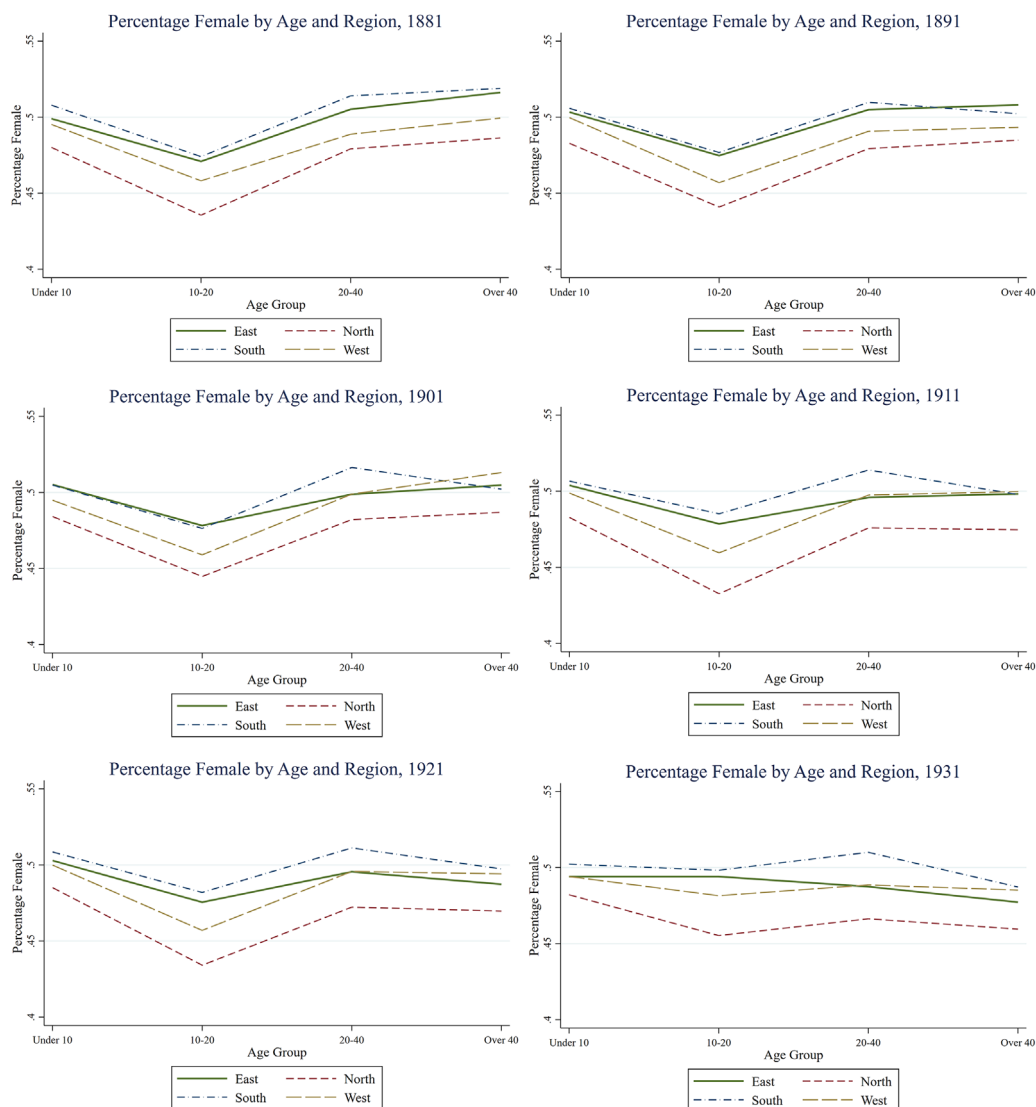 Percentage Female by Age and Region, 1881
Percentage Female
.55
.5
.45
.4
Under 10 10-20 20-40 Over 40
Age Group
East North
South West
Percentage Female by Age and Region, 1891
Percentage Female
.55
.5
.45
.4
Under 10 10-20 20-40 Over 40
Age Group
East North
South West
Percentage Female by Age and Region, 1901
Percentage Female
.55
.5
.45
.4
Under 10 10-20 20-40 Over 40
Age Group
East North
South West
Percentage Female by Age and Region, 1911
Percentage Female
.55
.5
.45
.4
Under 10 10-20 20-40 Over 40
Age Group
East North
South West
Percentage Female by Age and Region, 1921
Percentage Female
.55
.5
.45
.4
Under 10 10-20 20-40 Over 40
Age Group
East North
South West
Percentage Female by Age and Region, 1931
Percentage Female
.55
.5
.45
.4
Under 10 10-20 20-40 Over 40
Age Group
East North
South West